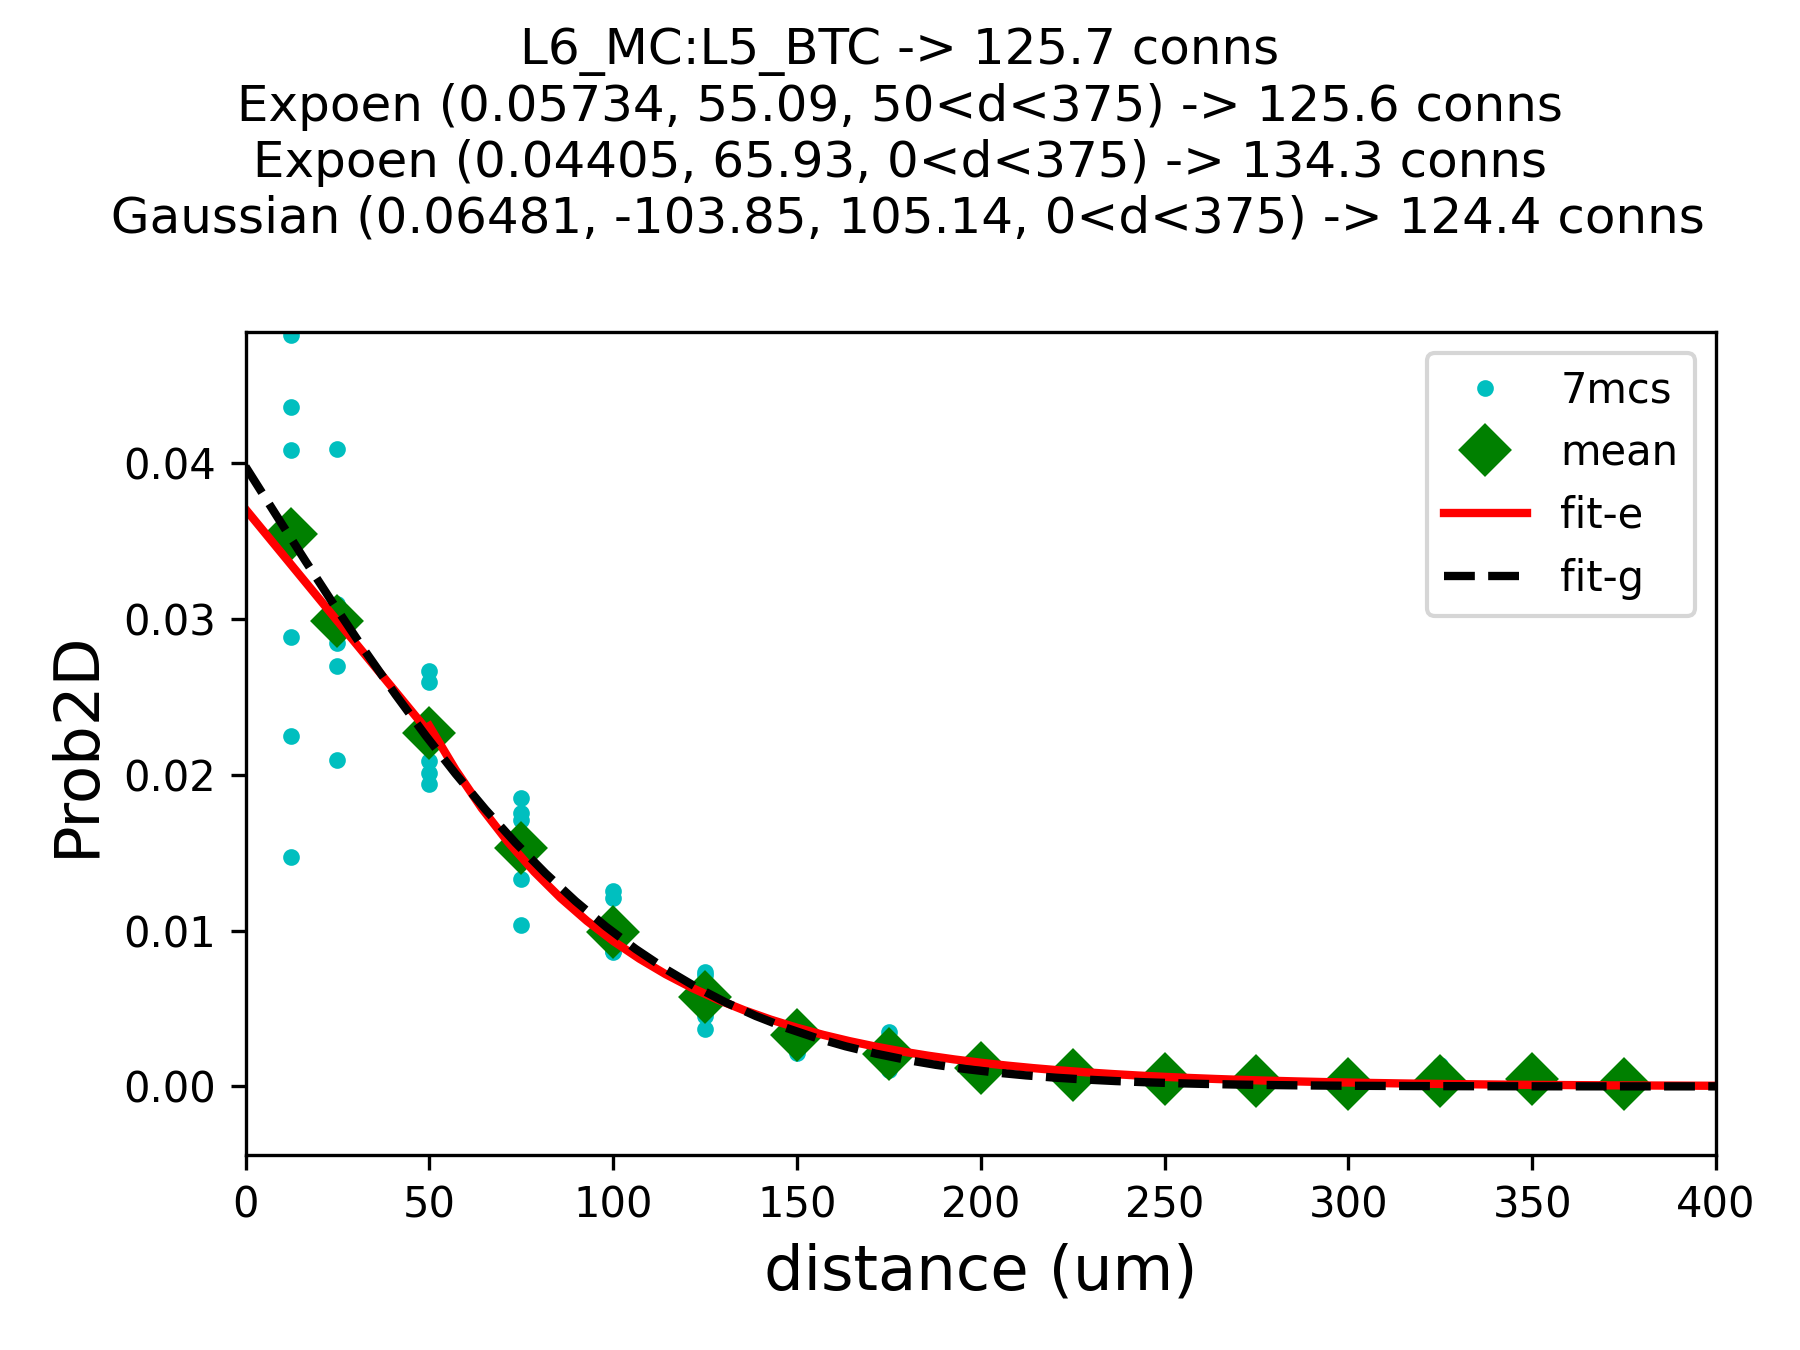 L6_MC:L5_BTC -> 125.7 conns
Expoen (0.05734, 55.09, 50<d<375) -> 125.6 conns
Expoen (0.04405, 65.93, 0<d<375) -> 134.3 conns
Gaussian (0.06481, -103.85, 105.14, 0<d<375) -> 124.4 conns
7mcs
mean
fit-e
fit-g
0.04
0.03
0.02
0.01
0.00
Prob2D
0 50 100 150 200 250 300 350 400
distance (um)